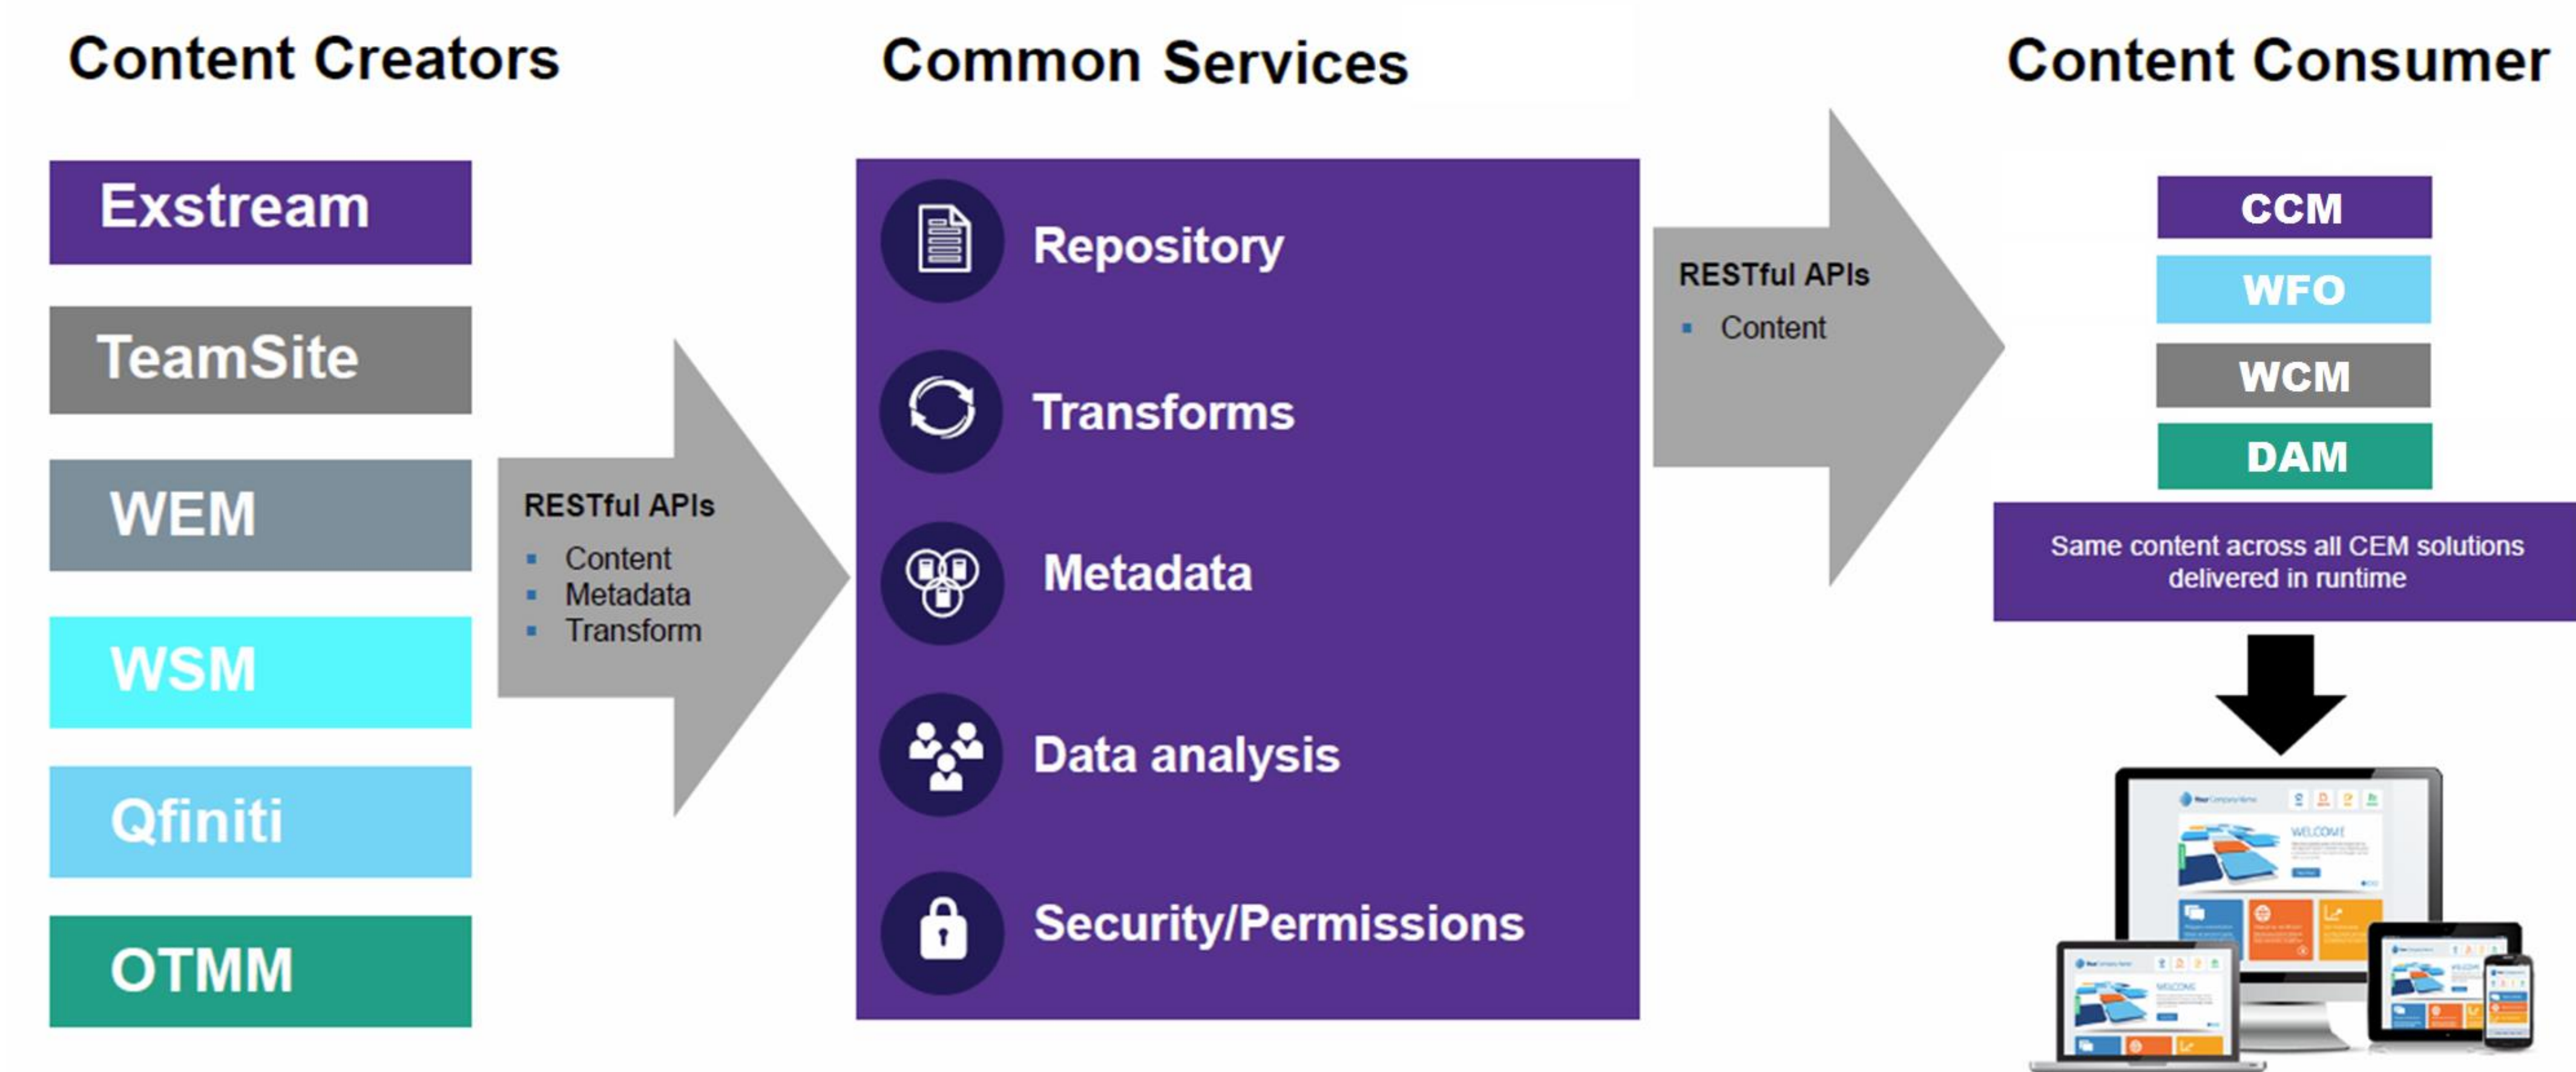 Content Creators
Exstream
TeamSite
WEM
WSM
Qfiniti
OTMM
RESTful APIs
▪ Content
▪ Metadata
▪ Transform
Common Services
Repository
Transforms
Metadata
Data analysis
Security/Permissions
RESTful APIs
▪ Content
Content Consumer
CCM
WFO
WCM
DAM
Same content across all CEM solutions
delivered in runtime
WELCOME
WELCOME